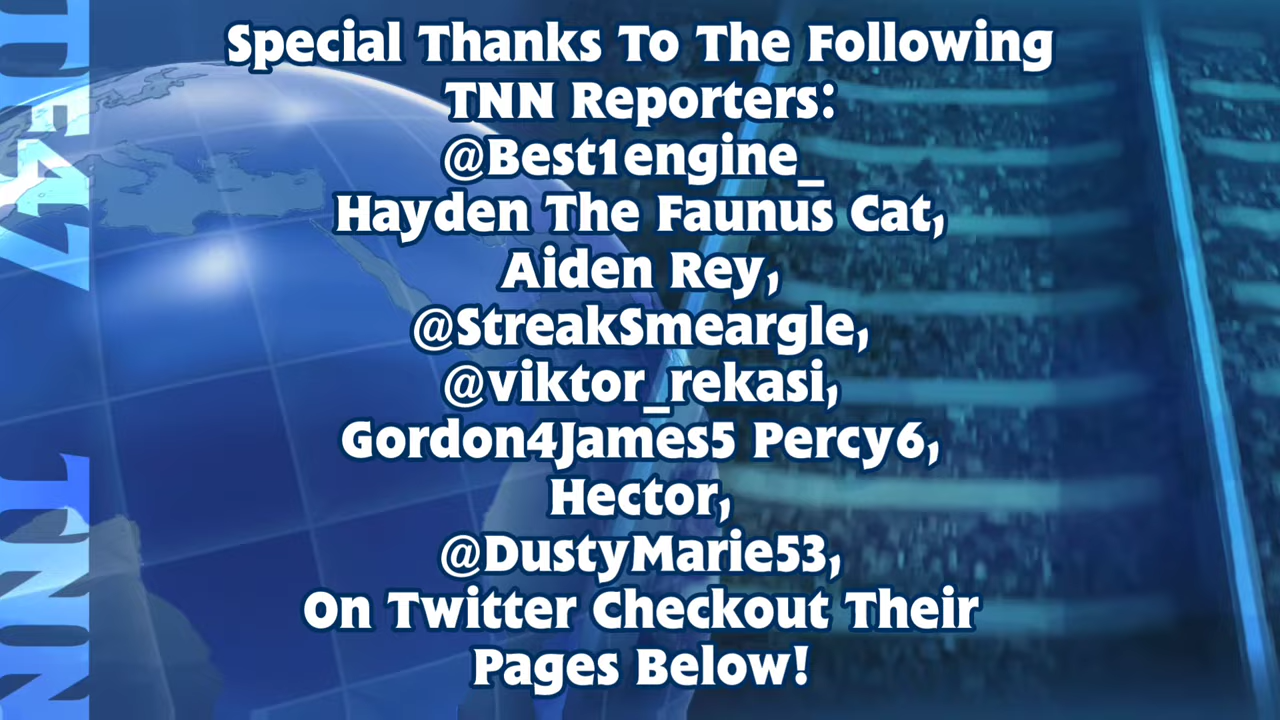 Special Thanks To The Following
TNN Reporters:
@Best1engine_
Hayden The Faunus Cat,
Aiden Rey,
@StreakSmeargle,
@viktor_rekasi,
Gordon4James5 Percy6,
Hector,
@DustyMarie53,
On Twitter Checkout Their
Pages Below!
TNN